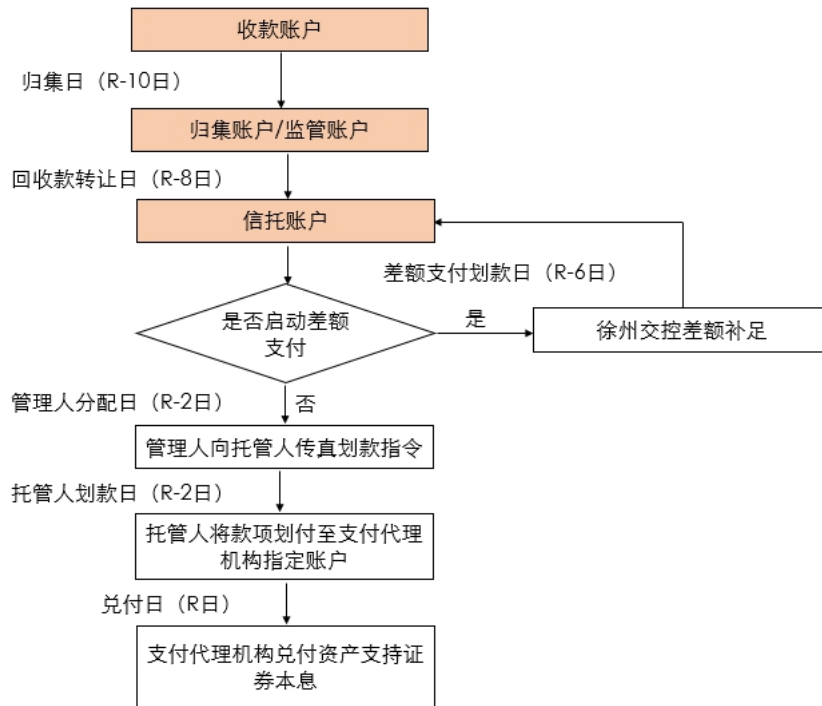 收款账户
归集日（R-10日）
归集账户/监管账户
回收款转让日（R-8日）
信托账户
差额支付划款日（R-6日）
是否启动差额
支付
是
徐州交控差额补足
管理人分配日（R-2日）
否
管理人向托管人传真划款指令
托管人划款日（R-2日）
托管人将款项划付至支付代理
机构指定账户
兑付日（R日）
支付代理机构兑付资产支持证
券本息